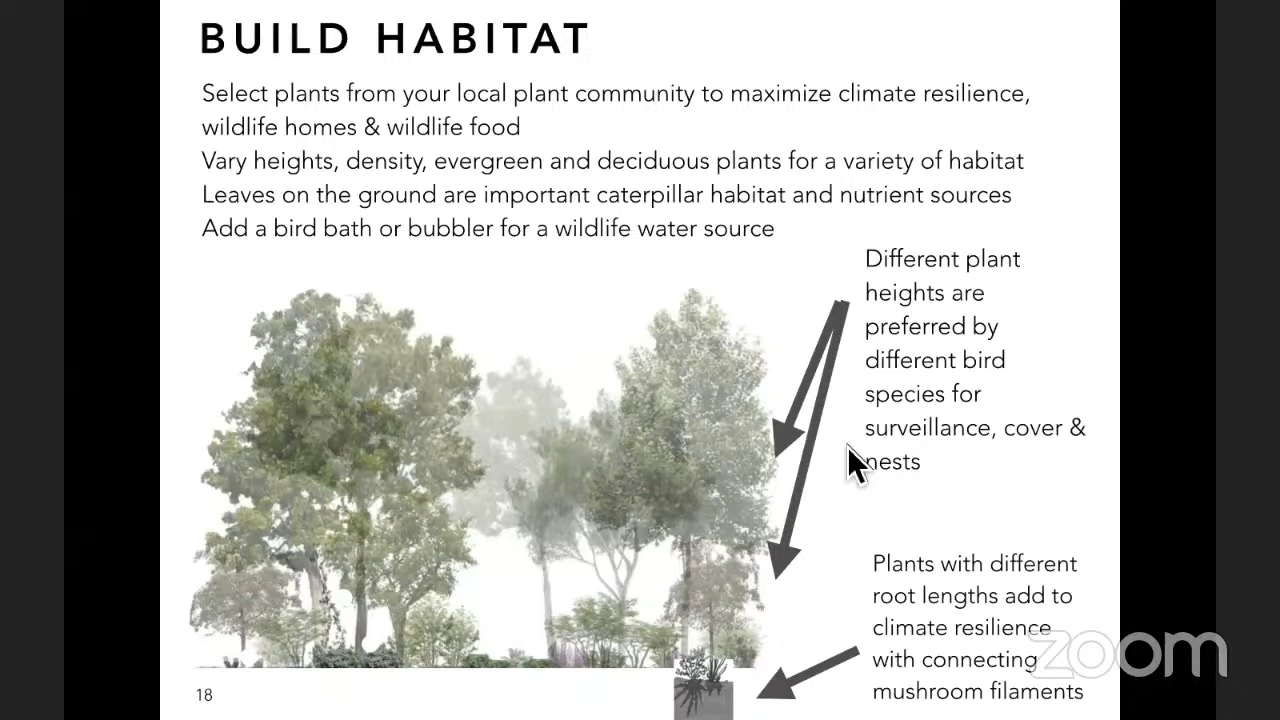 BUILD HABITAT
Select plants from your local plant community to maximize climate resilience,
wildlife homes & wildlife food
Vary heights, density, evergreen and deciduous plants for a variety of habitat
Leaves on the ground are important caterpillar habitat and nutrient sources
Add a bird bath or bubbler for a wildlife water source
Different plant
heights are
preferred by
different bird
species for
surveillance, cover &
nests
Plants with different
root lengths add to
climate resilience
with connecting
mushroom filaments
zoom
18